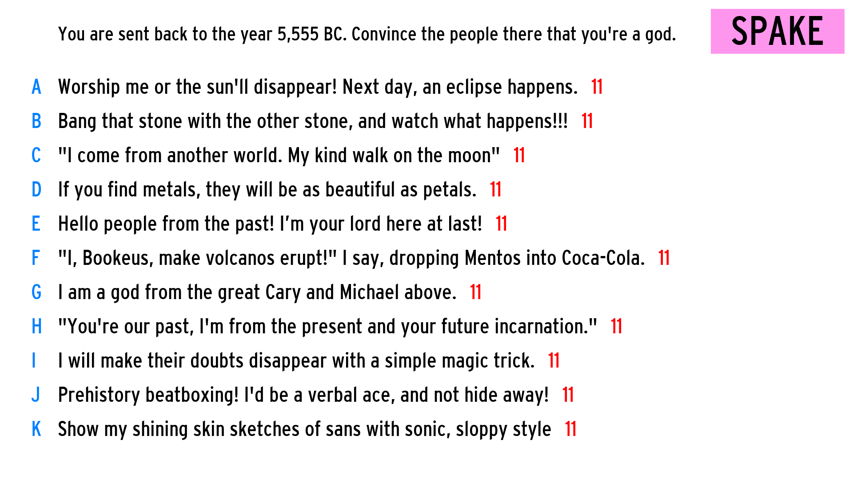 You are sent back to the year 5,555 BC. Convince the people there that you're a god.
SPAKE
A Worship me or the sun'll disappear! Next day, an eclipse happens. 11
B Bang that stone with the other stone, and watch what happens!!! 11
C "I come from another world. My kind walk on the moon" 11
D If you find metals, they will be as beautiful as petals. 11
E Hello people from the past! I’m your lord here at last! 11
F "I, Bookeus, make volcanos erupt!" I say, dropping Mentos into Coca-Cola. 11
G I am a god from the great Cary and Michael above. 11
H "You're our past, I'm from the present and your future incarnation." 11
I I will make their doubts disappear with a simple magic trick. 11
J Prehistory beatboxing! I'd be a verbal ace, and not hide away! 11
K Show my shining skin sketches of sans with sonic, sloppy style 11